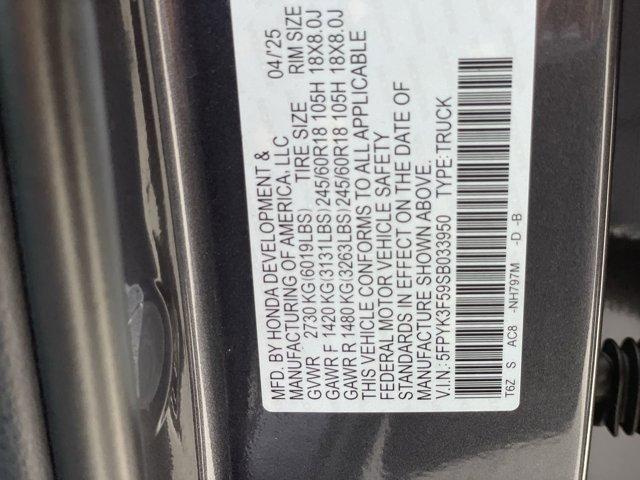 MFD. BY HONDA DEVELOPMENT & 04/'25
MANUFACTURING OF AMERICA, LLC
GVWR 2730 KG(6019LBS) TIRE SIZE RIM SIZE
GAWR F 1420 KG(3131LBS) 245/60R18 105H 18X8.0J
GAWR R 1480 KG(3263LBS) 245/60R18 105H 18X8.0J
THIS VEHICLE CONFORMS TO ALL APPLICABLE
FEDERAL MOTOR VEHICLE SAFETY
STANDARDS IN EFFECT ON THE DATE OF
MANUFACTURE SHOWN ABOVE.
V.I.N.: 5FPYK3F59SB033950 TYPE: TRUCK
T6Z S AC8 -NH797M -D -B